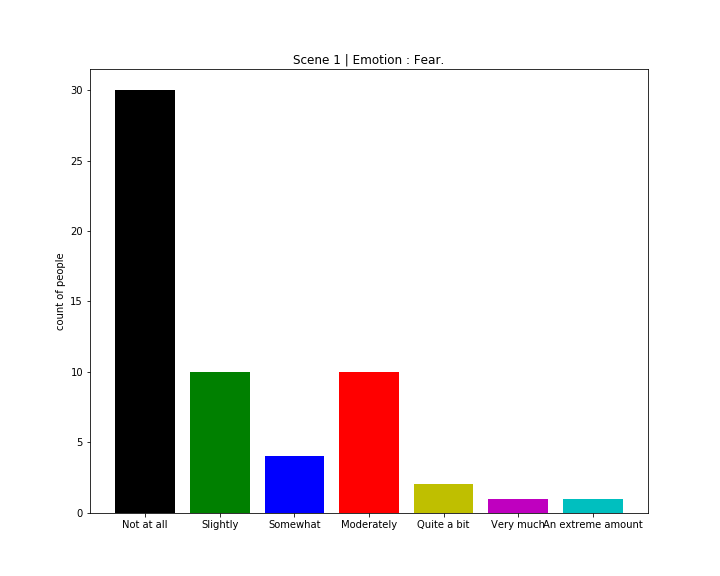 Scene 1 | Emotion : Fear.
count of people
30
25
20
15
10
5
0
Not at all
Slightly
Somewhat
Moderately
Quite a bit
Very much
An extreme amount